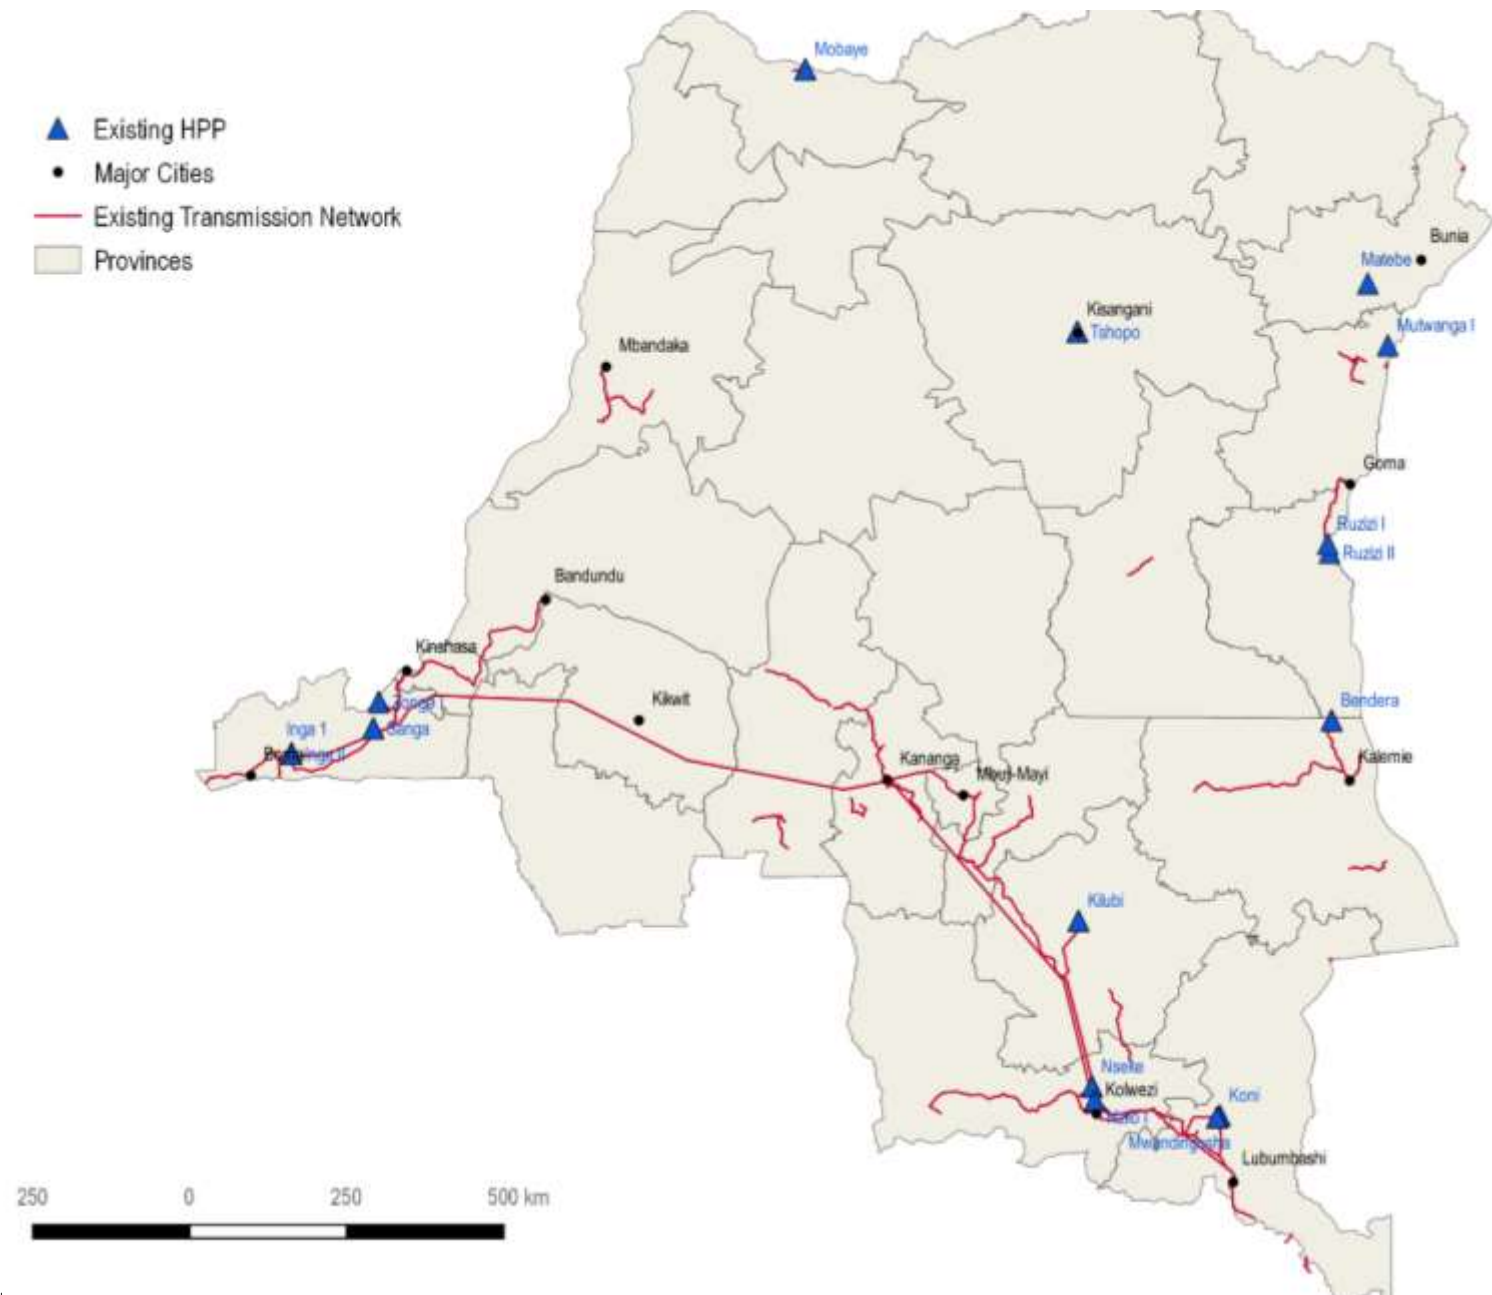 Mobaye
Existing HPP
Major Cities
Existing Transmission Network
Provinces
Bunia
Matebe
Kisangani
Tshopo
Mutwanga I
Mbandaka
Goma
Ruzizi I
Ruzizi II
Bandundu
Kinshasa
Kikwit
Bendera
Inga 1
Sanga
Kananga
Mbuji-Mayi
Kalemie
Kilubi
Nseke
Kolwezi
Koni
Mwandingusha
Lubumbashi
250 0 250 500 km